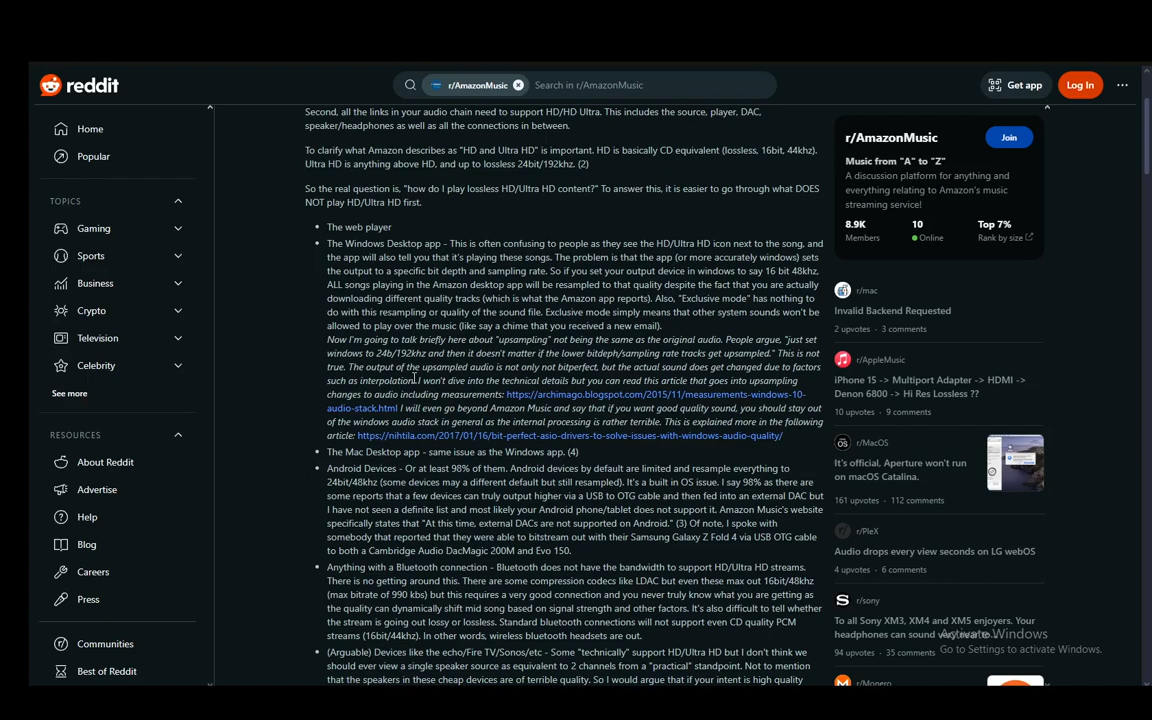 reddit
r/AmazonMusic
Search in r/AmazonMusic
Get app
Log In
Home
Popular
TOPICS
Gaming
Sports
Business
Crypto
Television
Celebrity
See more
RESOURCES
About Reddit
Advertise
Help
Blog
Careers
Press
Communities
Best of Reddit
Second, all the links in your audio chain need to support HD/HD Ultra. This includes the source, player, DAC,
speaker/headphones as well as all the connections in between.
To clarify what Amazon describes as "HD and Ultra HD" is important. HD is basically CD equivalent (lossless, 16bit, 44khz).
Ultra HD is anything above HD, and up to lossless 24bit/192khz. (2)
So the real question is, "how do I play lossless HD/Ultra HD content?" To answer this, it is easier to go through what DOES
NOT play HD/Ultra HD first.
• The web player
• The Windows Desktop app - This is often confusing to people as they see the HD/Ultra HD icon next to the song, and
the app will also tell you that it's playing these songs. The problem is that the app (or more accurately windows) sets
the output to a specific bit depth and sampling rate. So if you set your output device in windows to say 16 bit 48khz,
ALL songs playing in the Amazon desktop app will be resampled to that quality despite the fact that you are actually
downloading different quality tracks (which is what the Amazon app reports). Also, "Exclusive mode" has nothing to
do with this resampling or quality of the sound file. Exclusive mode simply means that other system sounds won't be
allowed to play over the music (like say a chime that you received a new email).
Now I'm going to talk briefly here about "upsampling" not being the same as the original audio. People argue, "just set
windows to 24b/192khz and then it doesn't matter if the lower bitdeph/sampling rate tracks get upsampled." This is not
true. The output of the upsampled audio is not only not bitperfect, but the actual sound does get changed due to factors
such as interpolation. I won't dive into the technical details but you can read this article that goes into upsampling
changes to audio including measurements: https://archimago.blogspot.com/2015/11/measurements-windows-10-
audio-stack.html I will even go beyond Amazon Music and say that if you want good quality sound, you should stay out
of the windows audio stack in general as the internal processing is rather terrible. This is explained more in the following
article: https://nihtila.com/2017/01/16/bit-perfect-asio-drivers-to-solve-issues-with-windows-audio-quality/
• The Mac Desktop app - same issue as the Windows app. (4)
• Android Devices - Or at least 98% of them. Android devices by default are limited and resample everything to
24bit/48khz (some devices may a different default but still resampled). It's a built in OS issue. I say 98% as there are
some reports that a few devices can truly output higher via a USB to OTG cable and then fed into an external DAC but
I have not seen a definite list and most likely your Android phone/tablet does not support it. Amazon Music's website
specifically states that "At this time, external DACs are not supported on Android." (3) Of note, I spoke with
somebody that reported that they were able to bitstream out with their Samsung Galaxy Z Fold 4 via USB OTG cable
to both a Cambridge Audio DacMagic 200M and Evo 150.
• Anything with a Bluetooth connection - Bluetooth does not have the bandwidth to support HD/Ultra HD streams.
There is no getting around this. There are some compression codecs like LDAC but even these max out 16bit/48khz
(max bitrate of 990 kbs) but this requires a very good connection and you never truly know what you are getting as
the quality can dynamically shift mid song based on signal strength and other factors. It's also difficult to tell whether
the stream is going out lossy or lossless. Standard bluetooth connections will not support even CD quality PCM
streams (16bit/44khz). In other words, wireless bluetooth headsets are out.
• (Arguable) Devices like the echo/Fire TV/Sonos/etc - Some "technically" support HD/Ultra HD but I don't think we
should ever view a single speaker source as equivalent to 2 channels from a "practical" standpoint. Not to mention
that the speakers in these cheap devices are of terrible quality. So I would argue that if your intent is high quality
r/AmazonMusic
Join
Music from "A" to "Z"
A discussion platform for anything and
everything relating to Amazon's music
streaming service!
8.9K 10 Top 7%
Members Online Rank by size
r/mac
Invalid Backend Requested
2 upvotes · 3 comments
r/AppleMusic
iPhone 15 -> Multiport Adapter -> HDMI ->
Denon 6800 -> Hi Res Lossless ??
10 upvotes · 9 comments
r/MacOS
It's official, Aperture won't run
on macOS Catalina.
161 upvotes · 112 comments
r/PleX
Audio drops every view seconds on LG webOS
4 upvotes · 6 comments
r/sony
To all Sony XM3, XM4 and XM5 enjoyers. Your
headphones can sound
94 upvotes · 35 comments
Activate Windows
Go to Settings to activate Windows.
r/Monero